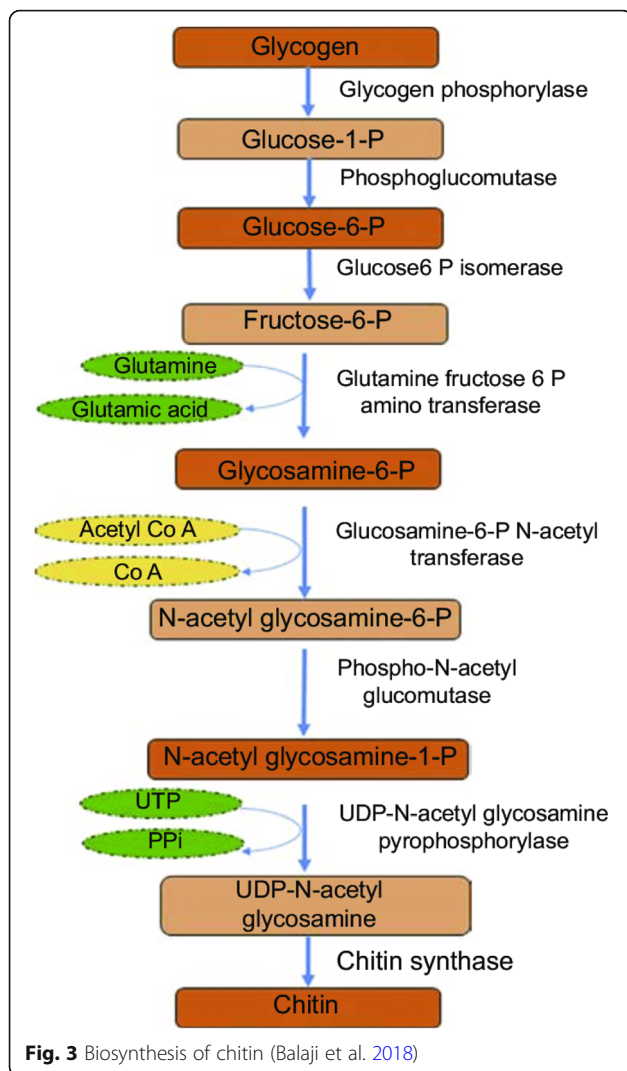 Glycogen
Glycogen phosphorylase
Glucose-1-P
Phosphoglucomutase
Glucose-6-P
Glucose6 P isomerase
Fructose-6-P
Glutamine
Glutamic acid
Glutamine fructose 6 P
amino transferase
Glycosamine-6-P
Acetyl Co A
Co A
Glucosamine-6-P N-acetyl
transferase
N-acetyl glycosamine-6-P
Phospho-N-acetyl
glucomutase
N-acetyl glycosamine-1-P
UTP
PPi
UDP-N-acetyl glycosamine
pyrophosphorylase
UDP-N-acetyl
glycosamine
Chitin synthase
Chitin
Fig. 3 Biosynthesis of chitin (Balaji et al. 2018)